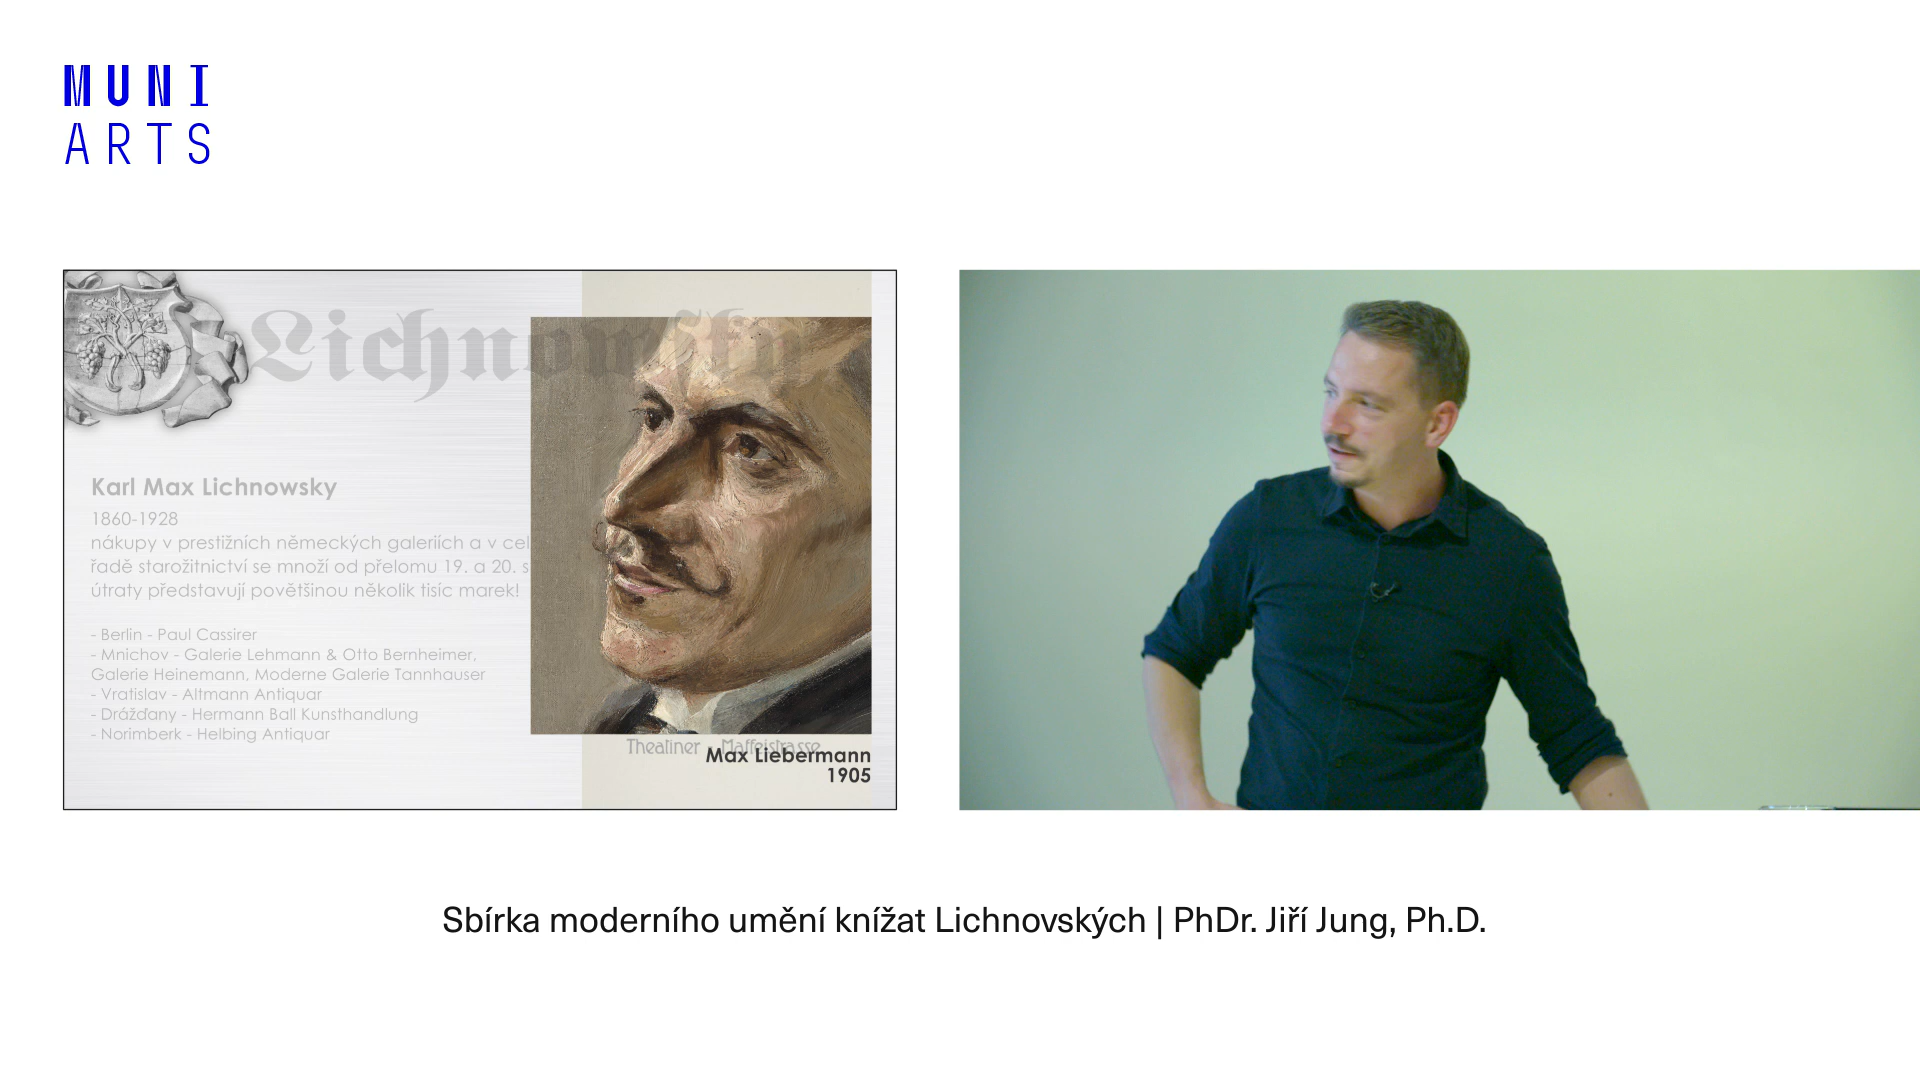 MUNI
ARTS
Lichnowsky
Karl Max Lichnowsky
1860-1928
nákupy v prestižních německých galeriích a v cel
řadě starožitnictví se množí od přelomu 19. a 20. s
útraty představují povětšinou několik tisíc marek!
- Berlin - Paul Cassirer
- Mnichov - Galerie Lehmann & Otto Bernheimer,
Galerie Heinemann, Moderne Galerie Tannhauser
- Vratislav - Altmann Antiquar
- Drážďany - Hermann Ball Kunsthandlung
- Norimberk - Helbing Antiquar
Theatiner - Maffeistrasse
Max Liebermann
1905
Sbírka moderního umění knížat Lichnovských | PhDr. Jiří Jung, Ph.D.